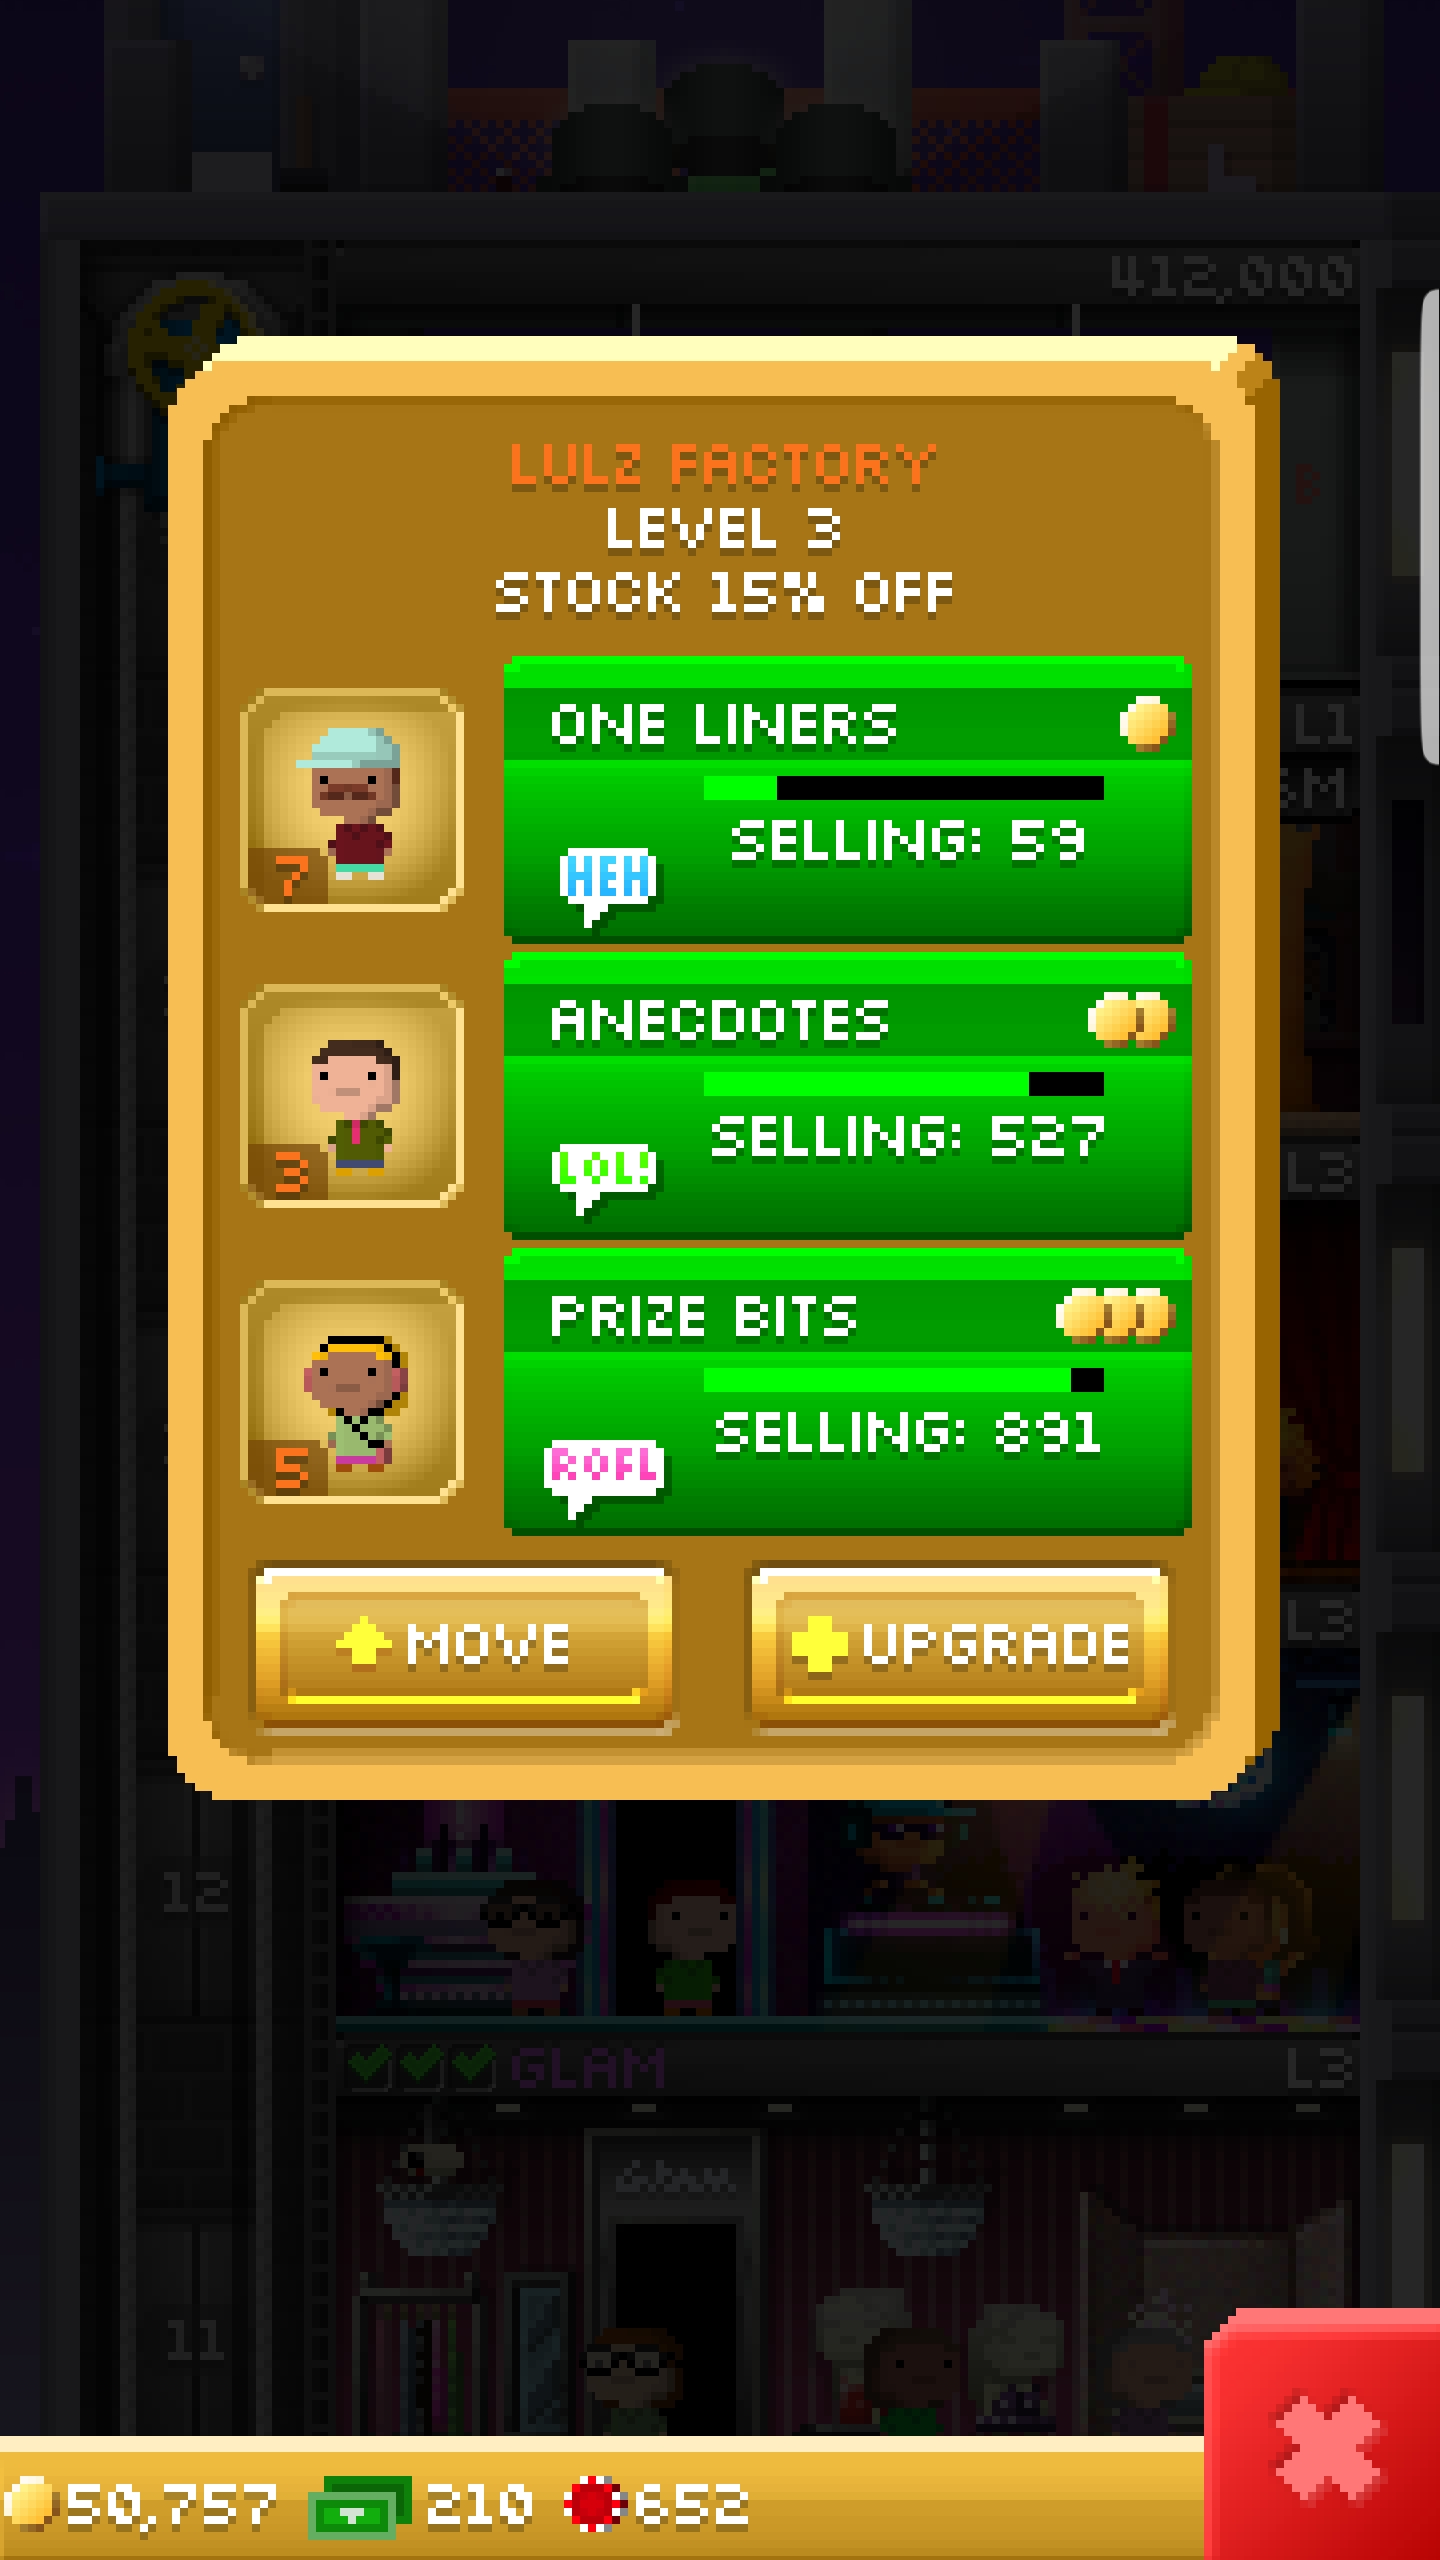 412,000
LULZ FACTORY
LEVEL 3
STOCK 15% OFF
B
ONE LINERS
L1
SELLING: 59
HEH
7
ANECDOTES
SELLING: 527
LOL!
3
L3
PRIZE BITS
SELLING: 891
ROFL
5
MOVE
UPGRADE
L3
12
GLAM
L3
Glam
11
50,757
210
652